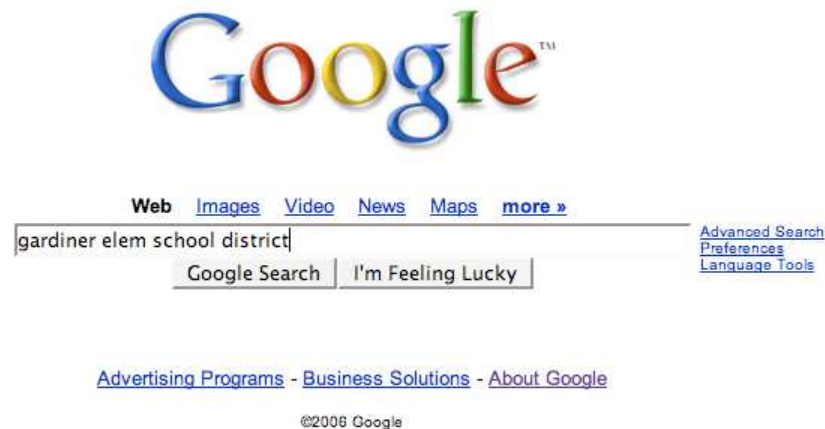 Google™
Web Images Video News Maps more »
gardiner elem school district
Advanced Search
Preferences
Language Tools
Google Search I'm Feeling Lucky
Advertising Programs - Business Solutions - About Google
©2006 Google